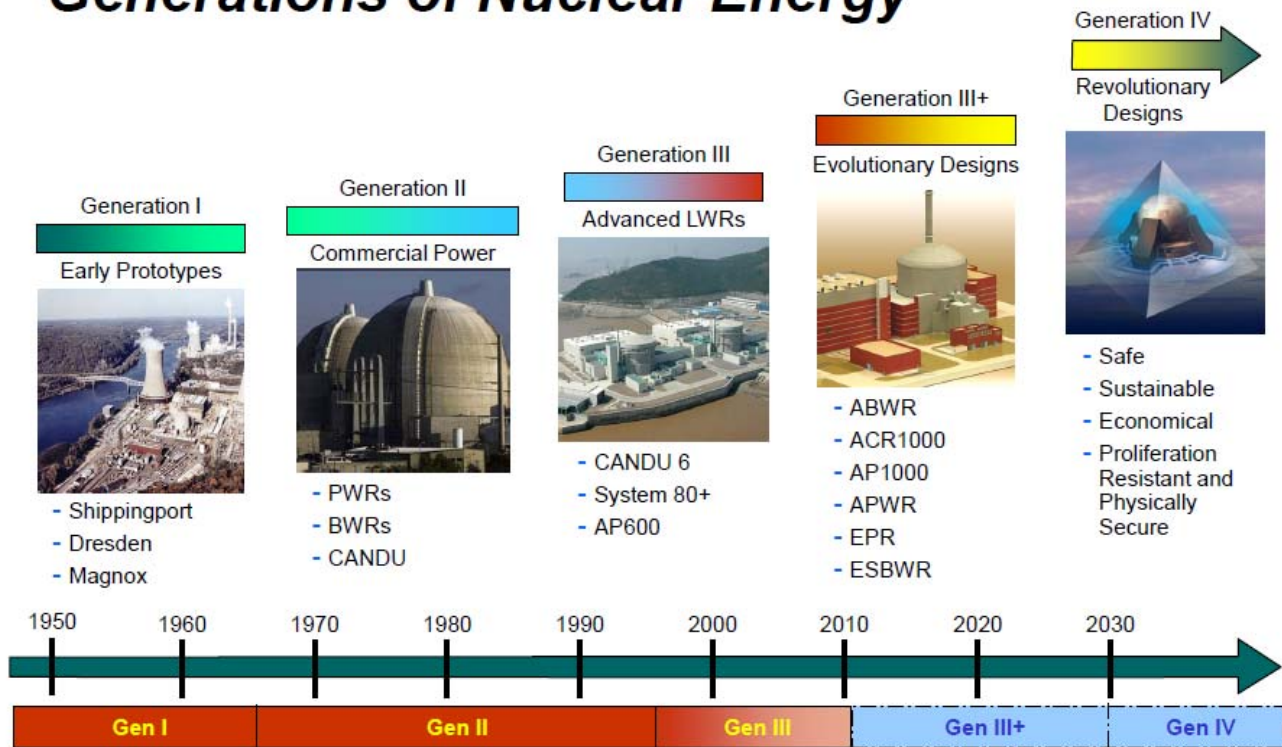 Generations of Nuclear Energy
Generation I
Early Prototypes
- Shippingport
- Dresden
- Magnox
Generation II
Commercial Power
- PWRs
- BWRs
- CANDU
Generation III
Advanced LWRs
- CANDU 6
- System 80+
- AP600
Generation III+
Evolutionary Designs
- ABWR
- ACR1000
- AP1000
- APWR
- EPR
- ESBWR
Generation IV
Revolutionary
Designs
- Safe
- Sustainable
- Economical
- Proliferation
Resistant and
Physically
Secure
1950 1960 1970 1980 1990 2000 2010 2020 2030
Gen I Gen II Gen III Gen III+ Gen IV